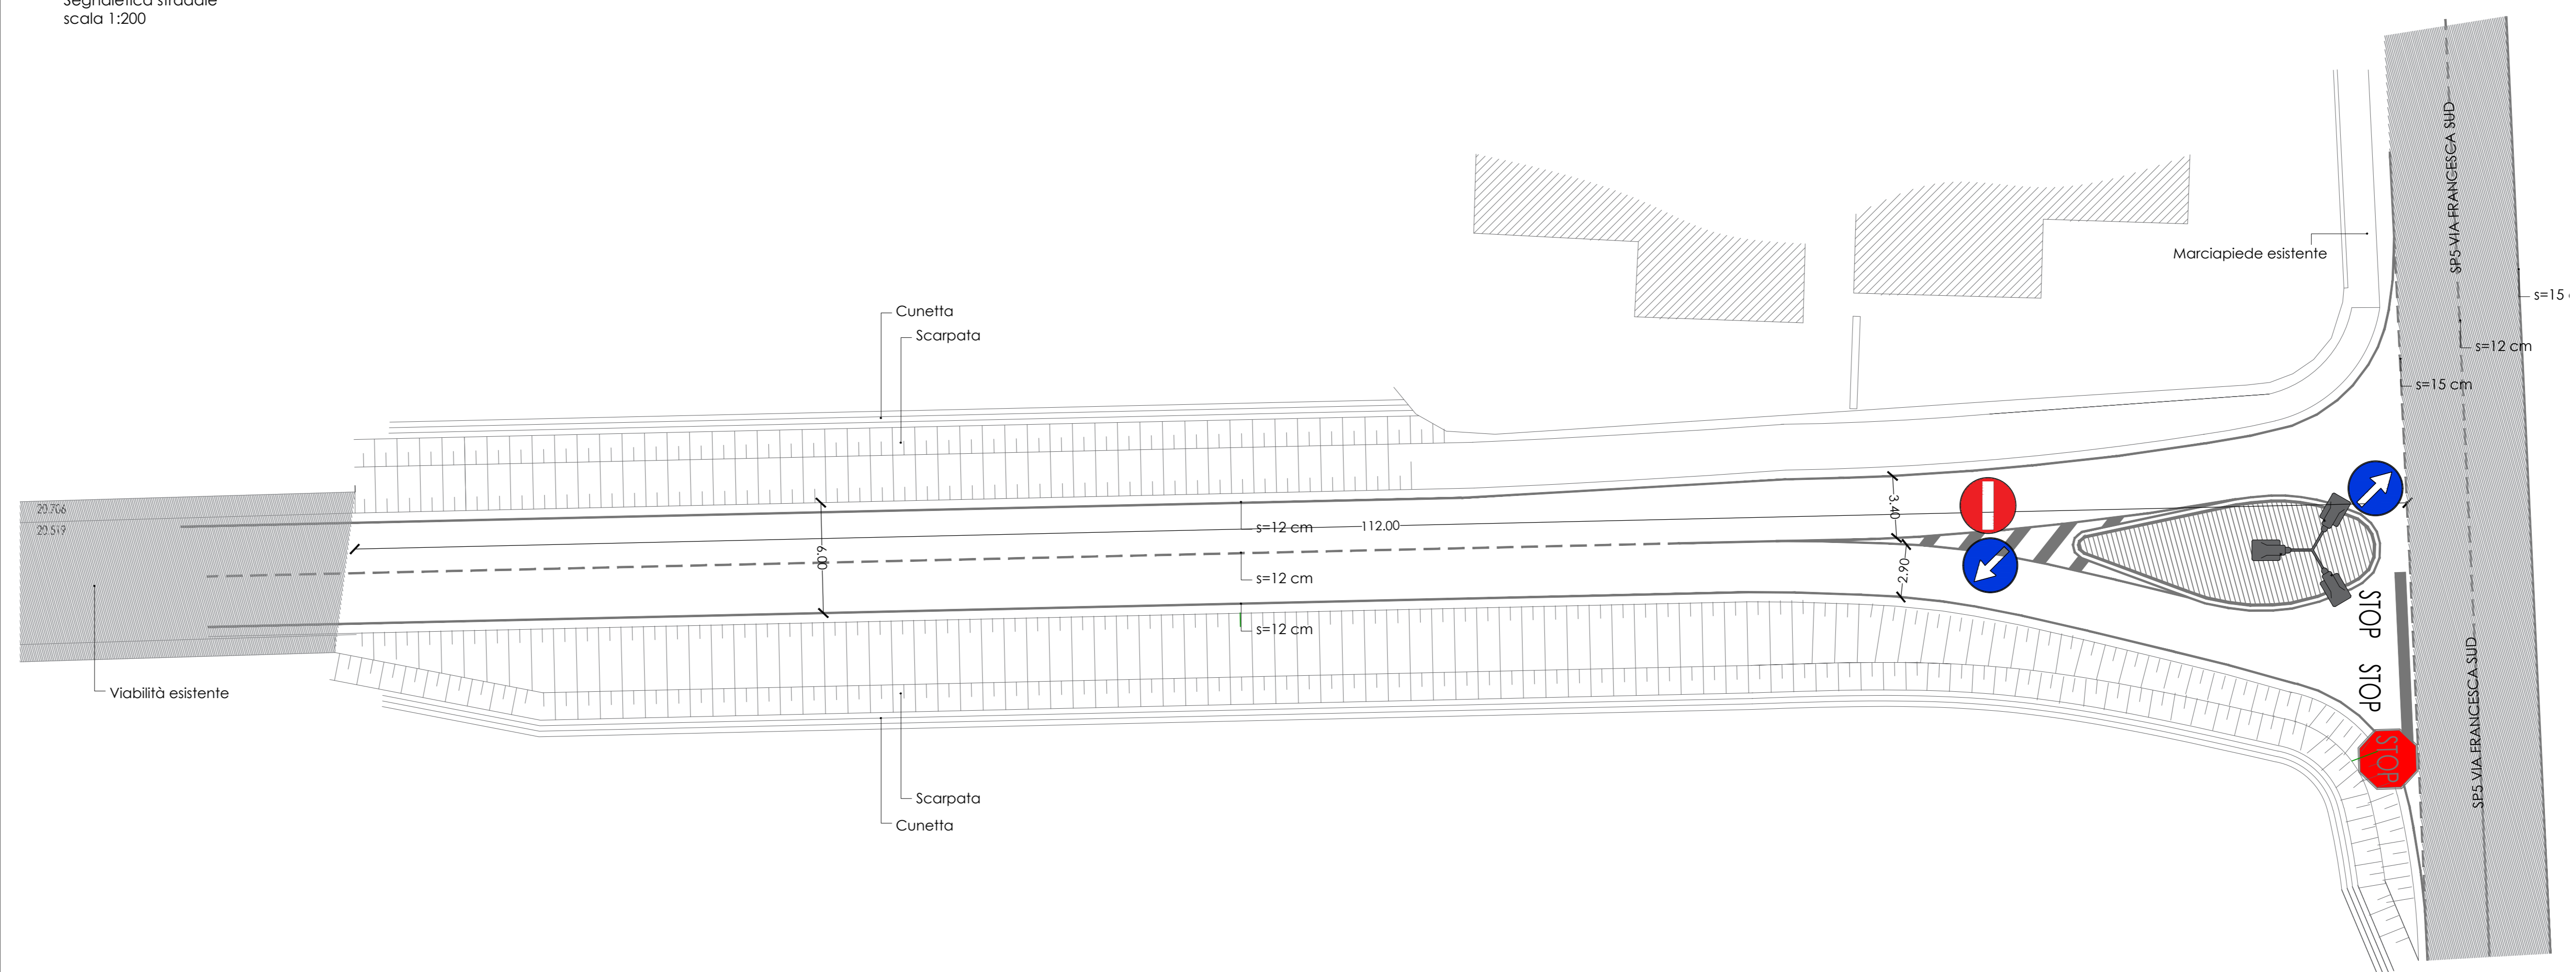 Segnaletica stradale
scala 1:200
SP5 VIA FRANCESCA SUD
Marciapiede esistente
s=15
Cunetta
Scarpata
s=12 cm
s=15 cm
20.706
20.519
3.40
s=12 cm
112.00
6.00
s=12 cm
2.90
s=12 cm
STOP
STOP
SP5 VIA FRANCESCA SUD
Viabilità esistente
STOP
Scarpata
Cunetta